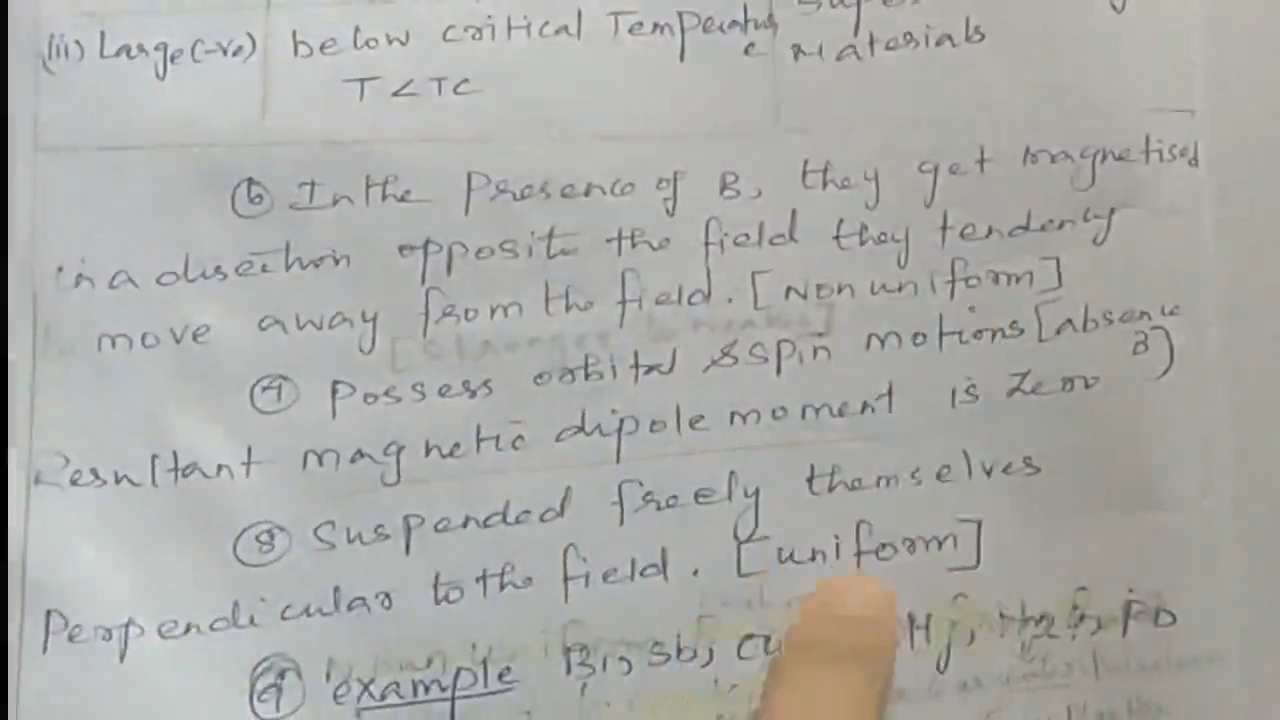 (iii) Large(-ve) below critical Temperature Materials
T < TC
⑥ In the Presence of B, they get magnetised
in a direction opposite the field they tendency
move away from the field. [Non uniform]
⑦ Possess orbital & spin motions [absence B)
Resultant magnetic dipole moment is Zero
⑧ Suspended freely themselves
Perpendicular to the field. [uniform]
⑨ example Bi, Sb, Cu Hg,